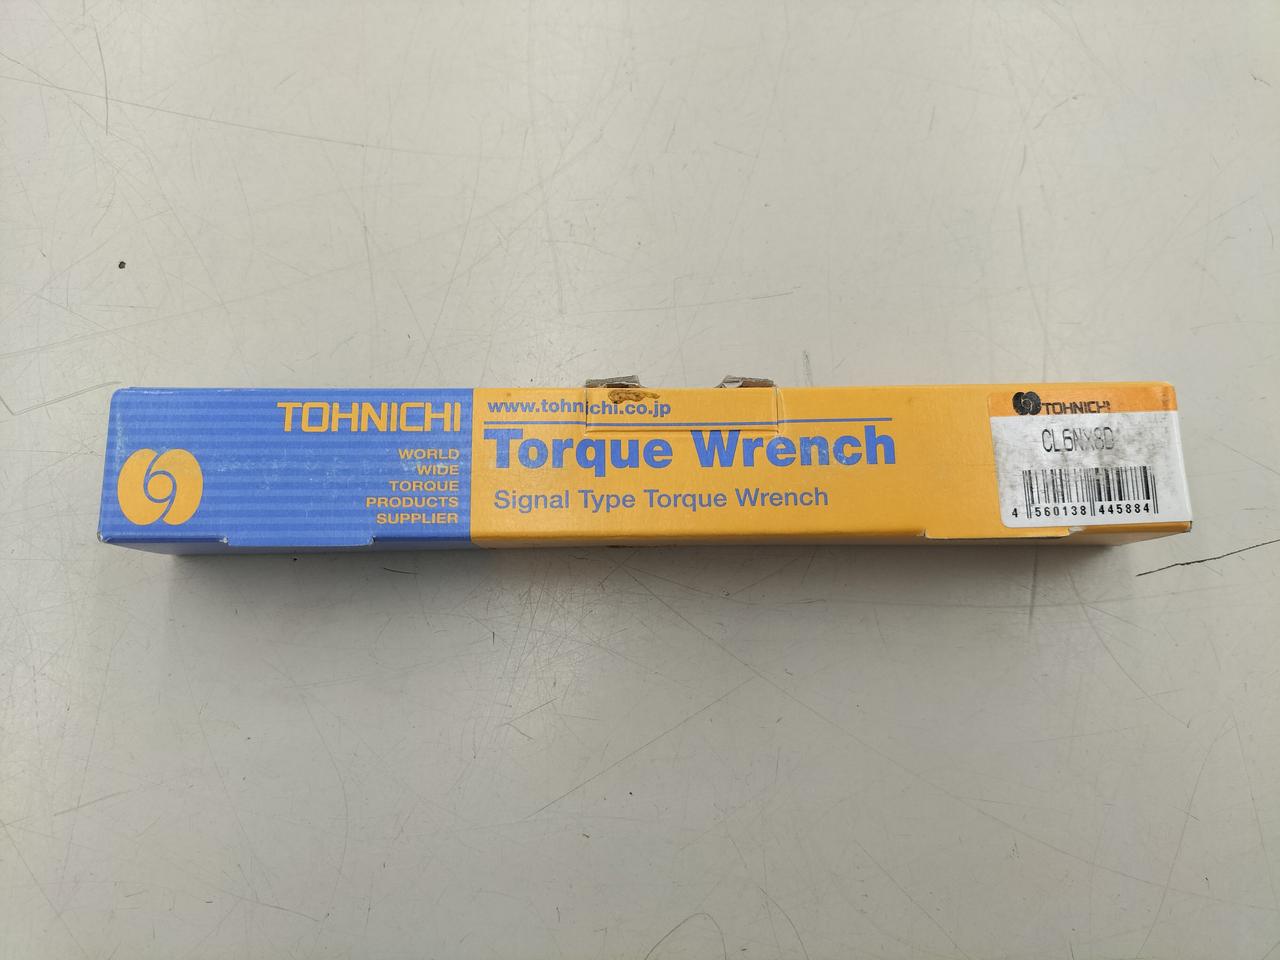 TOHNICHI
WORLD
WIDE
TORQUE
PRODUCTS
SUPPLIER
www.tohnichi.co.jp
Torque Wrench
Signal Type Torque Wrench
TOHNICHI
CL6NX8D
4 560138 445884